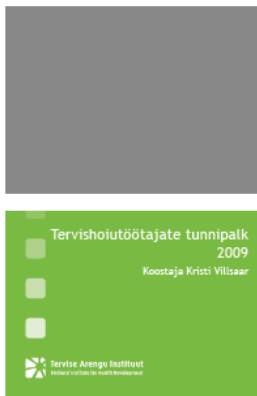 Tervishoiutöötajate tunnipalk
2009
Koostaja Kristi Villsaar
Tervise Arengu Instituut
National Institute for Health Development